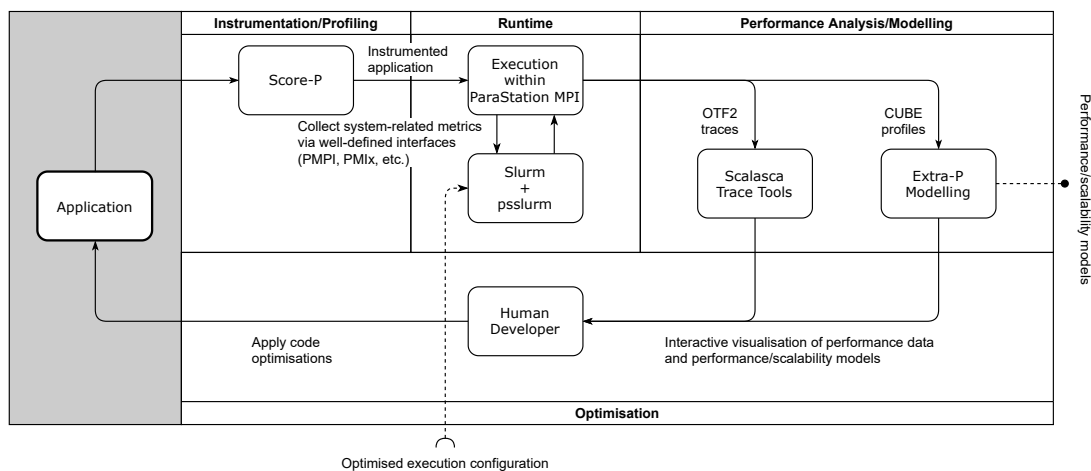 Instrumentation/Profiling
Runtime
Performance Analysis/Modelling
Score-P
Instrumented
application
Execution
within
ParaStation MPI
OTF2
traces
CUBE
profiles
Collect system-related metrics
via well-defined interfaces
(PMPI, PMIx, etc.)
Slurm
+
psslurm
Scalasca
Trace Tools
Extra-P
Modelling
Performance/scalability models
Application
Human
Developer
Apply code
optimisations
Interactive visualisation of performance data
and performance/scalability models
Optimisation
Optimised execution configuration